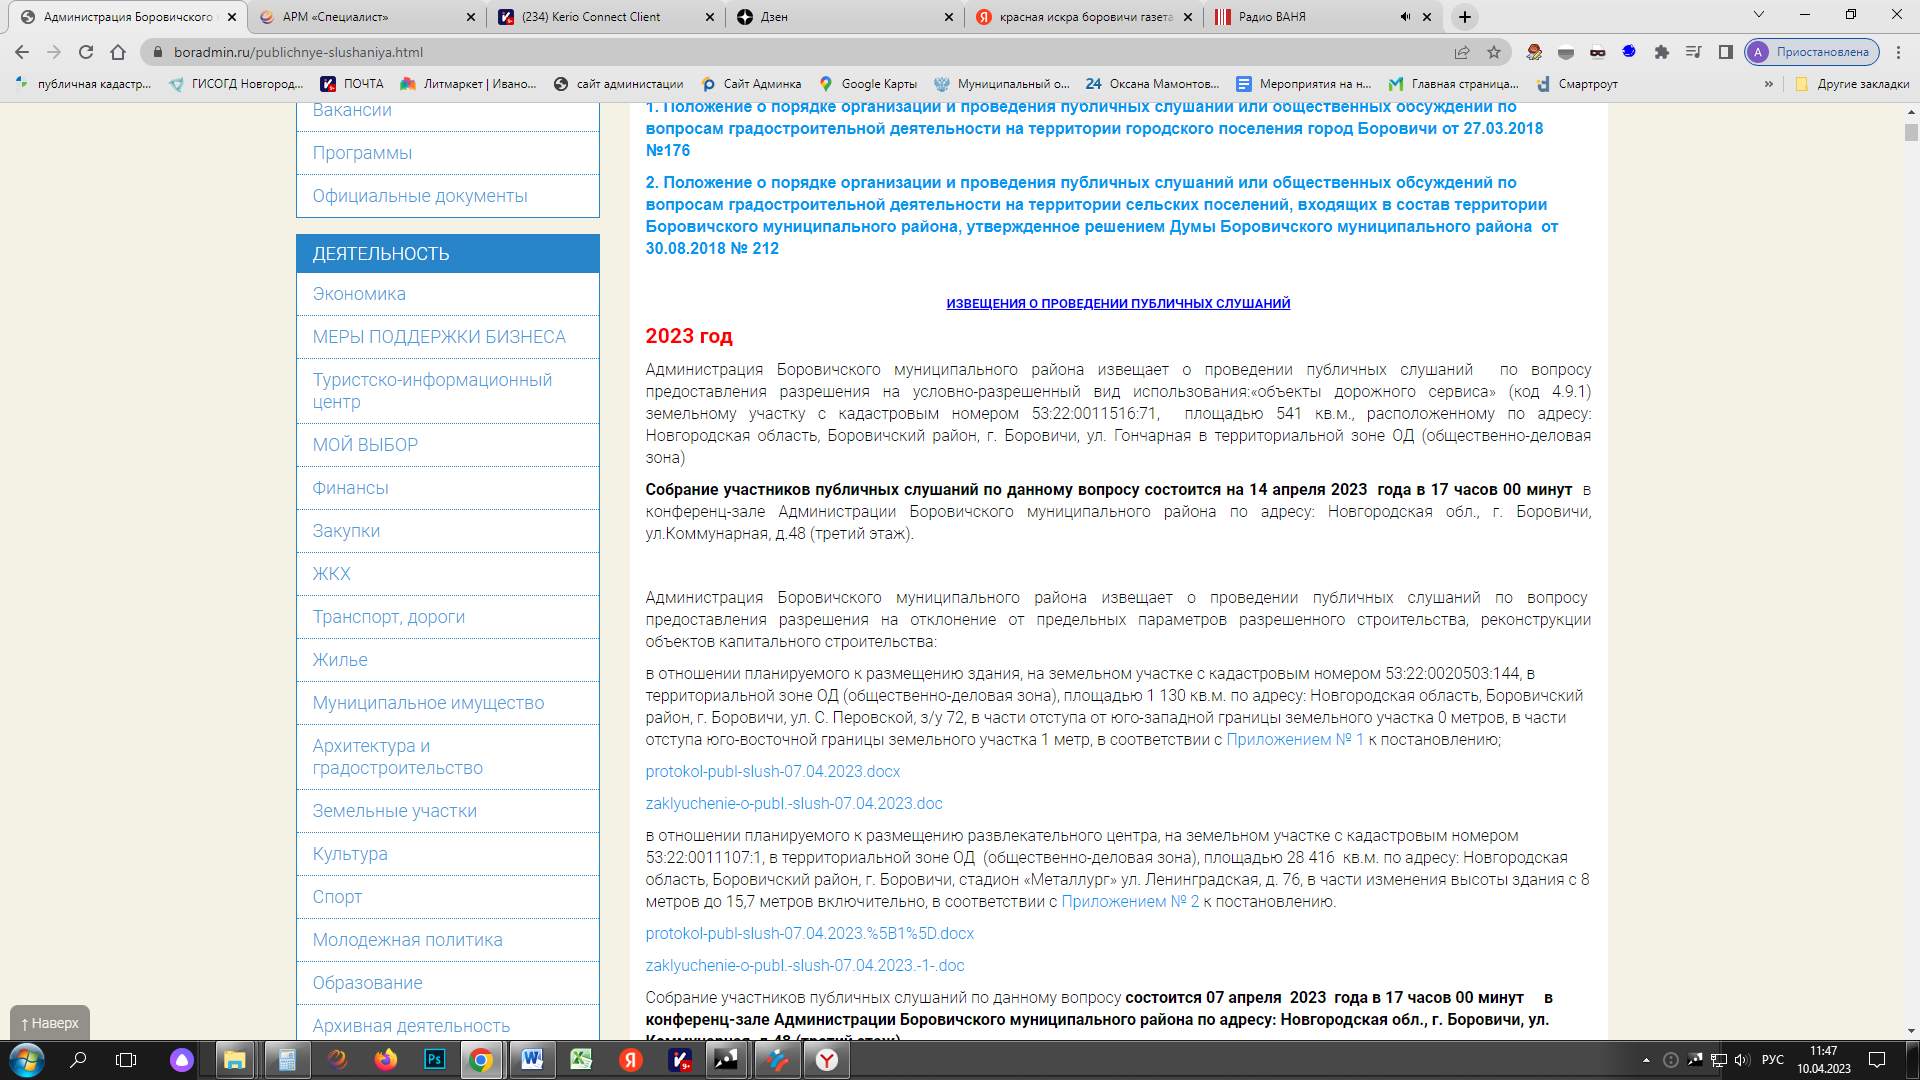 Администрация Боровичского
АРМ «Специалист»
(234) Kerio Connect Client
Дзен
красная искра боровичи газета
Радио ВАНЯ
boradmin.ru/publichnye-slushaniya.html
А Приостановлена
публичная кадастр...
ГИСОГД Новгород...
ПОЧТА
Литмаркет | Ивано...
сайт администации
Сайт Админка
Google Карты
Муниципальный о...
24 Оксана Мамонтов...
Мероприятия на н...
Главная страница...
Смартроут
»
Другие закладки
Вакансии
Программы
Официальные документы
ДЕЯТЕЛЬНОСТЬ
Экономика
МЕРЫ ПОДДЕРЖКИ БИЗНЕСА
Туристско-информационный
центр
МОЙ ВЫБОР
Финансы
Закупки
ЖКХ
Транспорт, дороги
Жилье
Муниципальное имущество
Архитектура и
градостроительство
Земельные участки
Культура
Спорт
Молодежная политика
Образование
Архивная деятельность
↑ Наверх
1. Положение о порядке организации и проведения публичных слушаний или общественных обсуждений по
вопросам градостроительной деятельности на территории городского поселения город Боровичи от 27.03.2018
№176
2. Положение о порядке организации и проведения публичных слушаний или общественных обсуждений по
вопросам градостроительной деятельности на территории сельских поселений, входящих в состав территории
Боровичского муниципального района, утвержденное решением Думы Боровичского муниципального района от
30.08.2018 № 212
ИЗВЕЩЕНИЯ О ПРОВЕДЕНИИ ПУБЛИЧНЫХ СЛУШАНИЙ
2023 год
Администрация Боровичского муниципального района извещает о проведении публичных слушаний по вопросу
предоставления разрешения на условно-разрешенный вид использования:«объекты дорожного сервиса» (код 4.9.1)
земельному участку с кадастровым номером 53:22:0011516:71, площадью 541 кв.м., расположенному по адресу:
Новгородская область, Боровичский район, г. Боровичи, ул. Гончарная в территориальной зоне ОД (общественно-деловая
зона)
Собрание участников публичных слушаний по данному вопросу состоится на 14 апреля 2023 года в 17 часов 00 минут в
конференц-зале Администрации Боровичского муниципального района по адресу: Новгородская обл., г. Боровичи,
ул.Коммунарная, д.48 (третий этаж).
Администрация Боровичского муниципального района извещает о проведении публичных слушаний по вопросу
предоставления разрешения на отклонение от предельных параметров разрешенного строительства, реконструкции
объектов капитального строительства:
в отношении планируемого к размещению здания, на земельном участке с кадастровым номером 53:22:0020503:144, в
территориальной зоне ОД (общественно-деловая зона), площадью 1 130 кв.м. по адресу: Новгородская область, Боровичский
район, г. Боровичи, ул. С. Перовской, з/у 72, в части отступа от юго-западной границы земельного участка 0 метров, в части
отступа юго-восточной границы земельного участка 1 метр, в соответствии с Приложением № 1 к постановлению;
protokol-publ-slush-07.04.2023.docx
zaklyuchenie-o-publ.-slush-07.04.2023.doc
в отношении планируемого к размещению развлекательного центра, на земельном участке с кадастровым номером
53:22:0011107:1, в территориальной зоне ОД (общественно-деловая зона), площадью 28 416 кв.м. по адресу: Новгородская
область, Боровичский район, г. Боровичи, стадион «Металлург» ул. Ленинградская, д. 76, в части изменения высоты здания с 8
метров до 15,7 метров включительно, в соответствии с Приложением № 2 к постановлению.
protokol-publ-slush-07.04.2023.%5B1%5D.docx
zaklyuchenie-o-publ.-slush-07.04.2023.-1-.doc
Собрание участников публичных слушаний по данному вопросу состоится 07 апреля 2023 года в 17 часов 00 минут в
конференц-зале Администрации Боровичского муниципального района по адресу: Новгородская обл., г. Боровичи, ул.
Коммунарная, д.48 (третий этаж)
РУС
11:47
10.04.2023